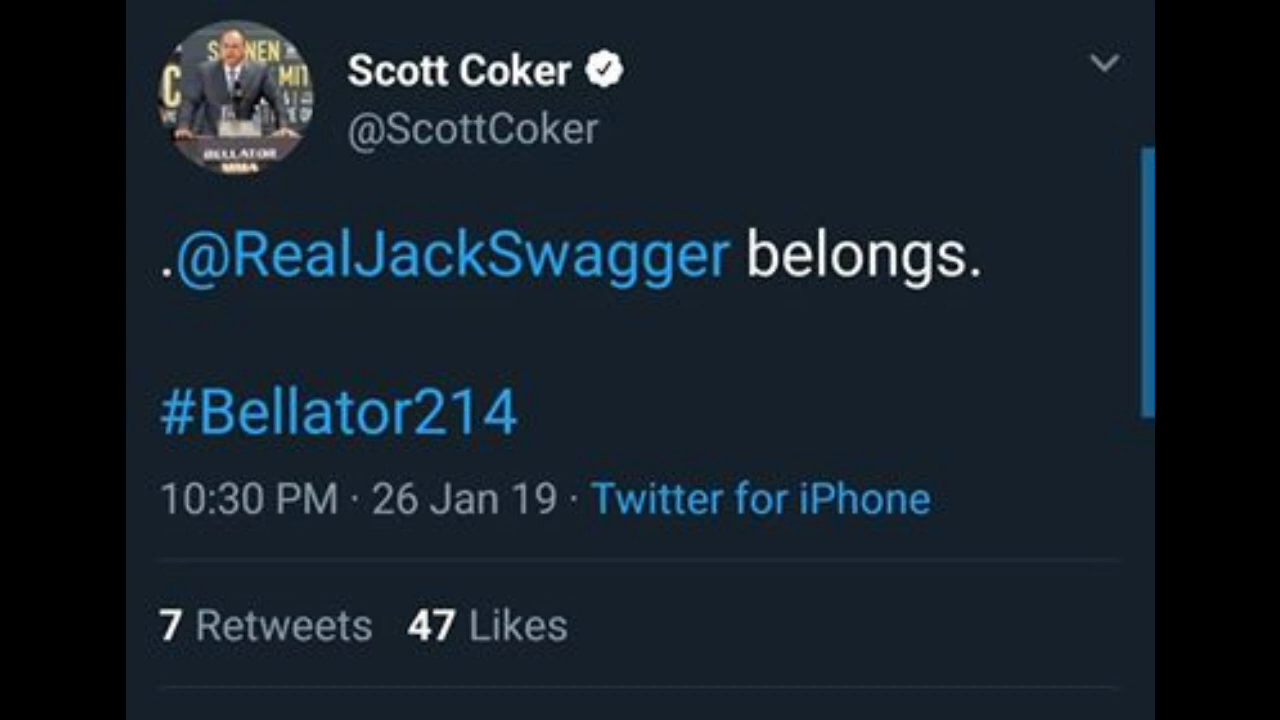 Scott Coker
@ScottCoker
.@RealJackSwagger belongs.
#Bellator214
10:30 PM · 26 Jan 19 · Twitter for iPhone
7 Retweets 47 Likes
BELLATOR